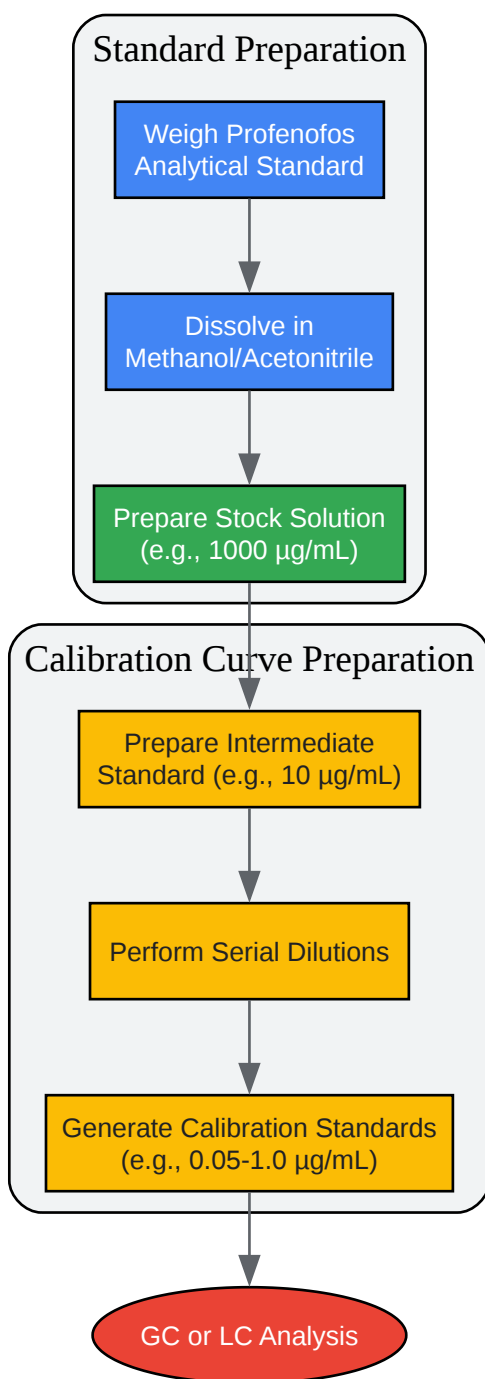 Standard Preparation
Weigh Profenofos
Analytical Standard
Dissolve in
Methanol/Acetonitrile
Prepare Stock Solution
(e.g., 1000 µg/mL)
Calibration Curve Preparation
Prepare Intermediate
Standard (e.g., 10 µg/mL)
Perform Serial Dilutions
Generate Calibration Standards
(e.g., 0.05-1.0 µg/mL)
GC or LC Analysis